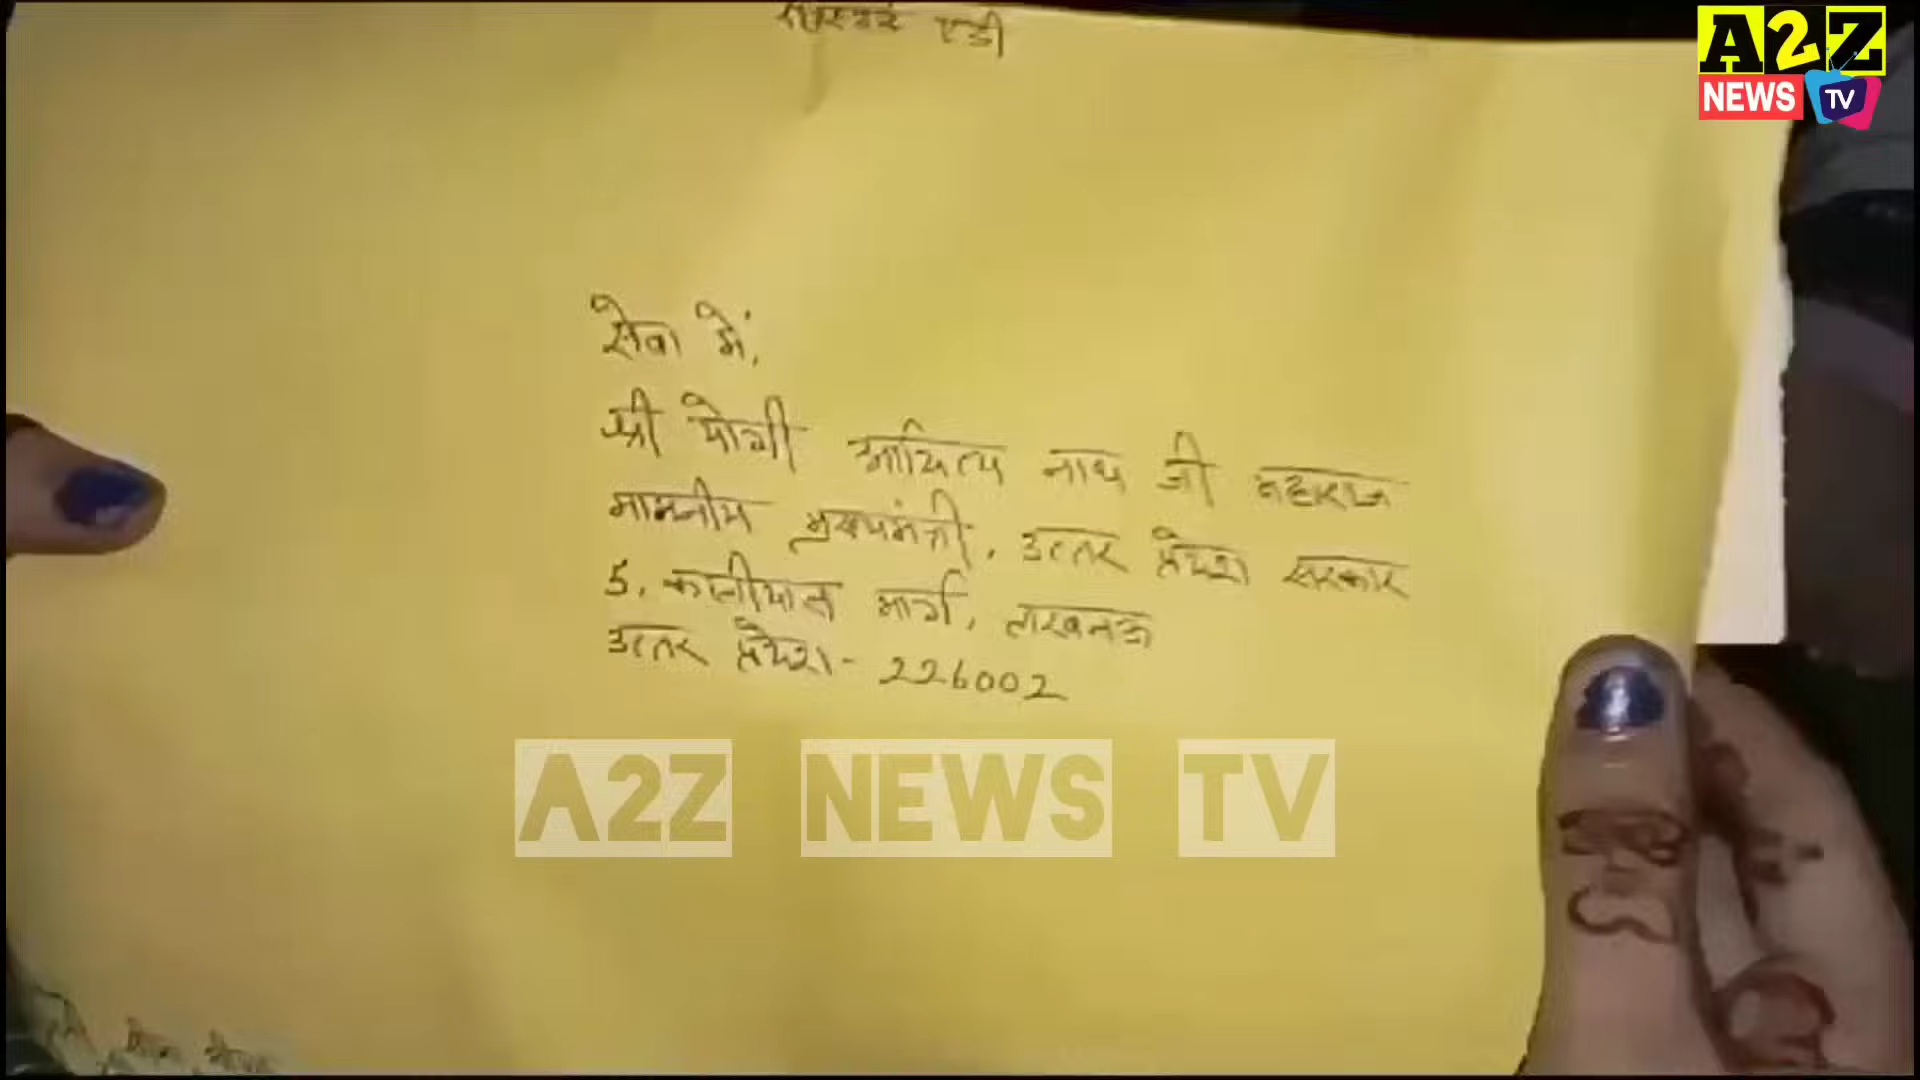 एडी
A2Z
NEWS TV
सेवा में,
श्री योगी आदित्य नाथ जी महाराज
माननीय मुख्यमंत्री, उत्तर प्रदेश सरकार
5, कालीदास मार्ग, लखनऊ
उत्तर प्रदेश - 226002
A2Z NEWS TV